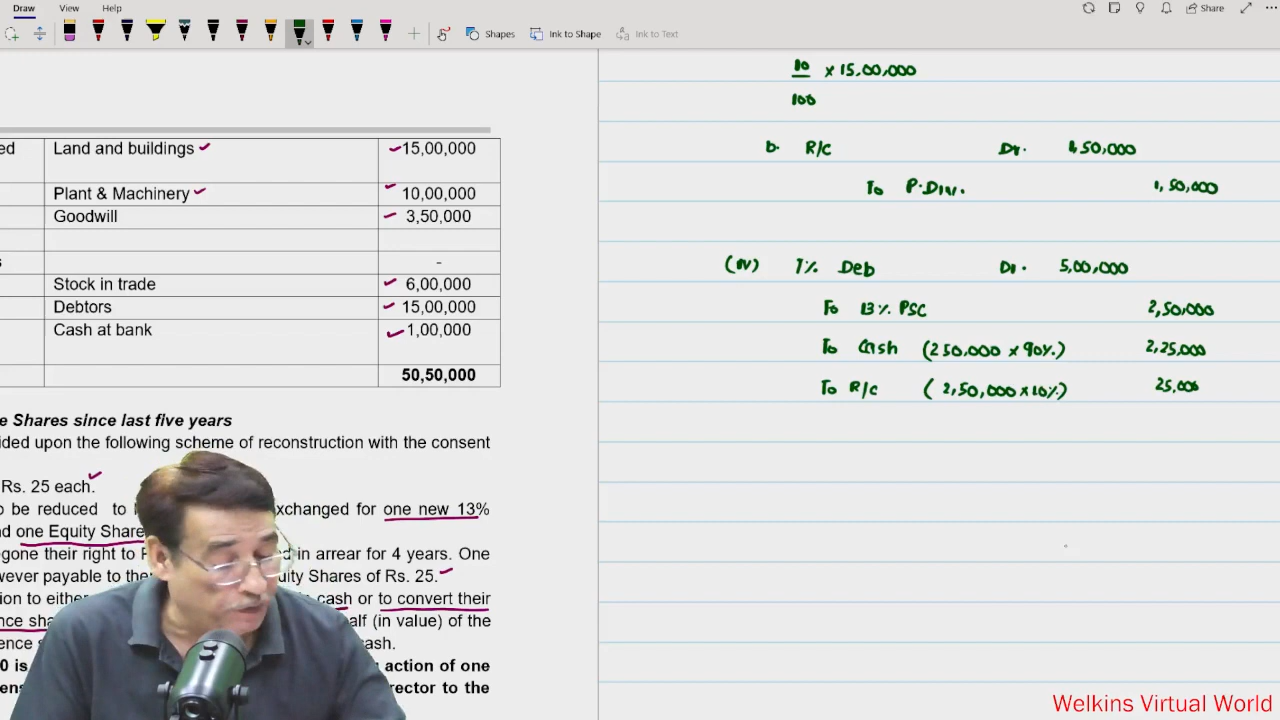 Draw View Help
Share
Shapes Ink to Shape Ink to Text
10 × 15,00,000
100
ed Land and buildings 15,00,000
b. R/C Dr. 1,50,000
Plant & Machinery 10,00,000
To P.Div. 1,50,000
Goodwill 3,50,000
s -
(IV) 7% Deb Dr. 5,00,000
Stock in trade 6,00,000
Debtors 15,00,000
To 13% PSC 2,50,000
Cash at bank 1,00,000
To Cash (250,000 × 90%) 2,25,000
50,50,000
To R/C (2,50,000 × 10%) 25,000
e Shares since last five years
ided upon the following scheme of reconstruction with the consent
Rs. 25 each.
o be reduced to xchanged for one new 13%
nd one Equity Share
egone their right to d in arrear for 4 years. One
wever payable to the quity Shares of Rs. 25.
ion to either cash or to convert their
nce sha alf (in value) of the
ence s ash.
0 is action of one
ens rector to the
Welkins Virtual World